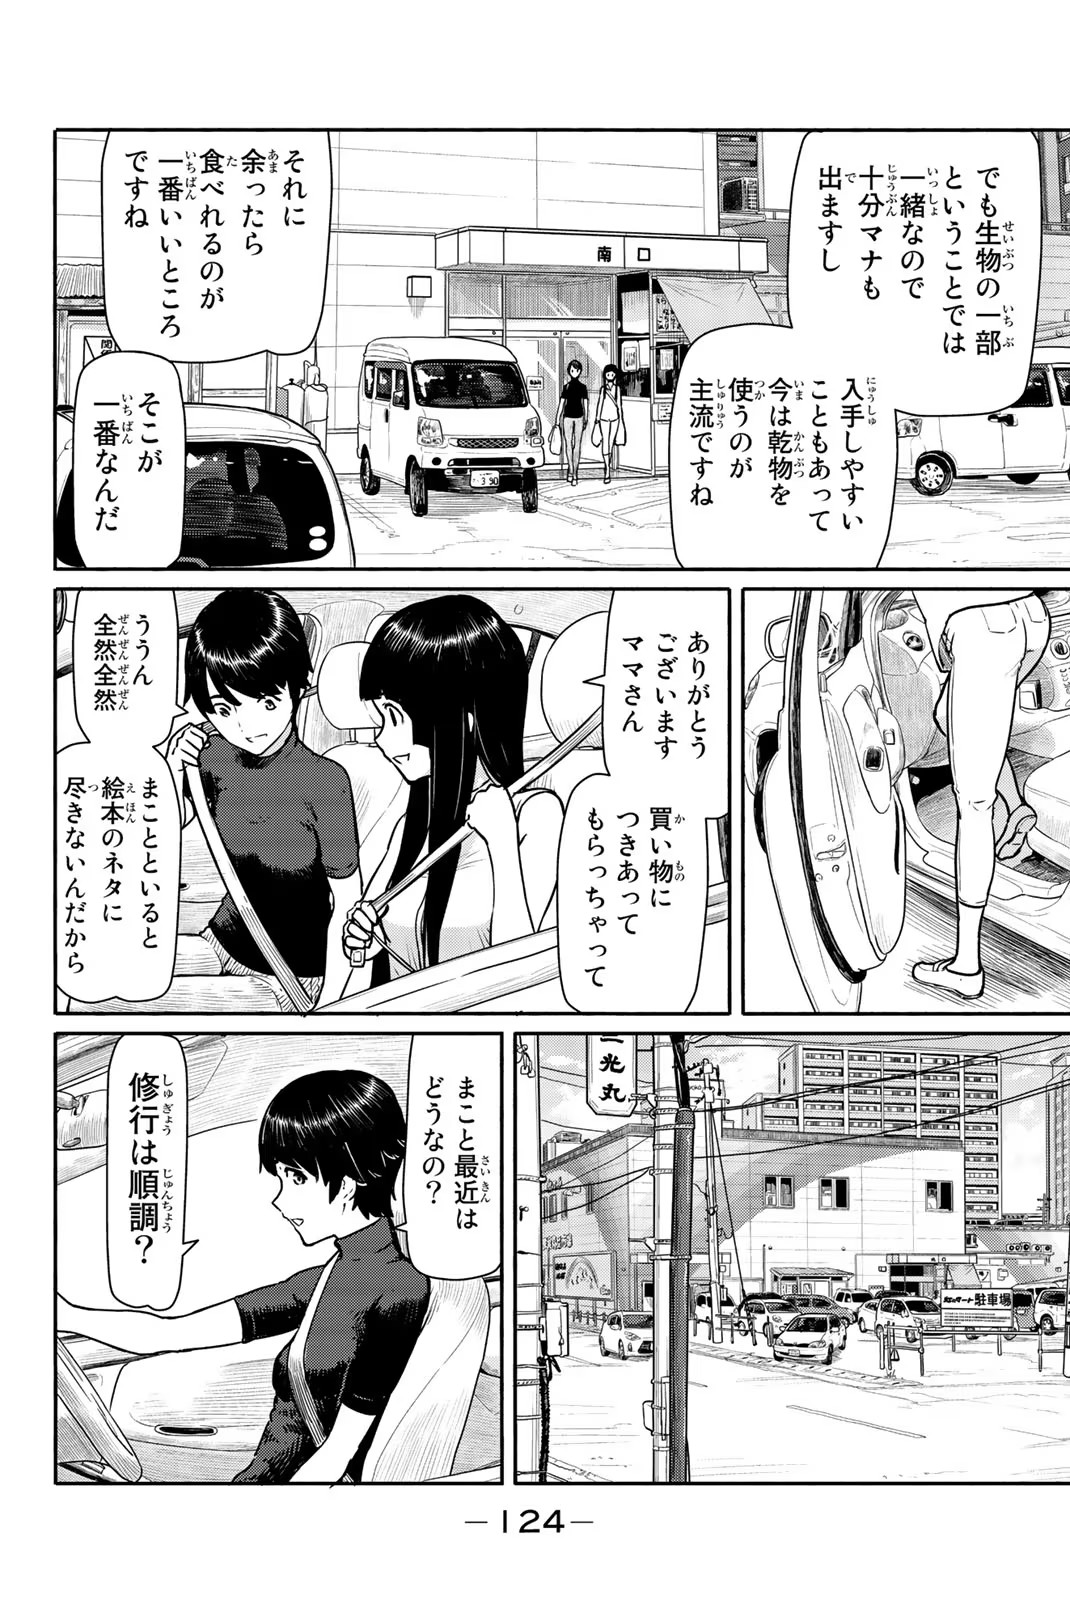 でも生物の一部
ということでは
一緒なので
十分マナも
出ますし
入手しやすい
こともあって
今は乾物を
使うのが
主流ですね
それに
余ったら
食べれるのが
一番いいところ
ですね
そこが
一番なんだ
南口
・390
ありがとう
ございます
ママさん
買い物に
つきあって
もらっちゃって
ううん
全然全然
まことといると
絵本のネタに
尽きないんだから
二光丸
駐車場
まこと最近は
どうなの？
修行は順調？
—124—